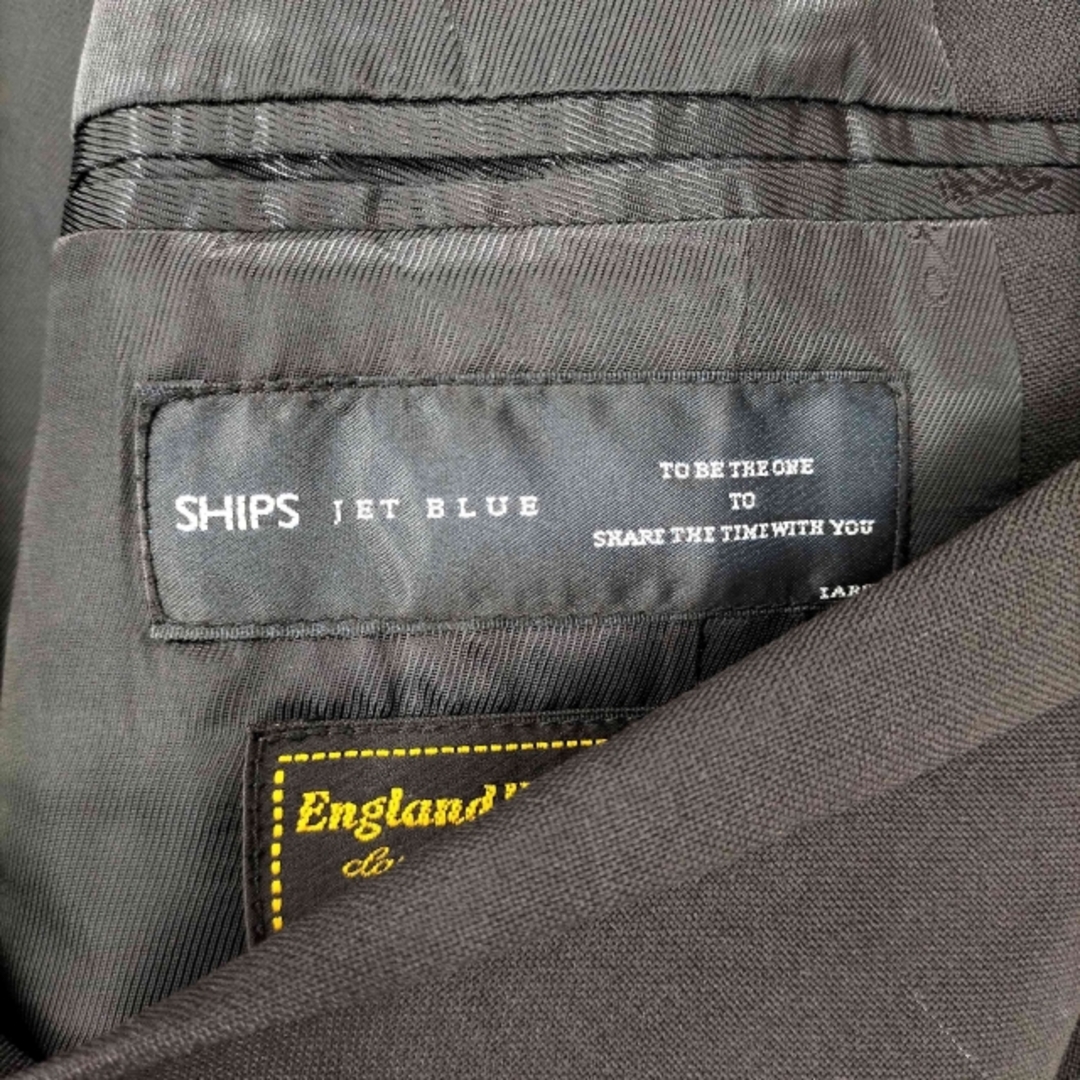 SHIPS JET BLUE
TO BE THE ONE
TO
SHARE THE TIME WITH YOU
England